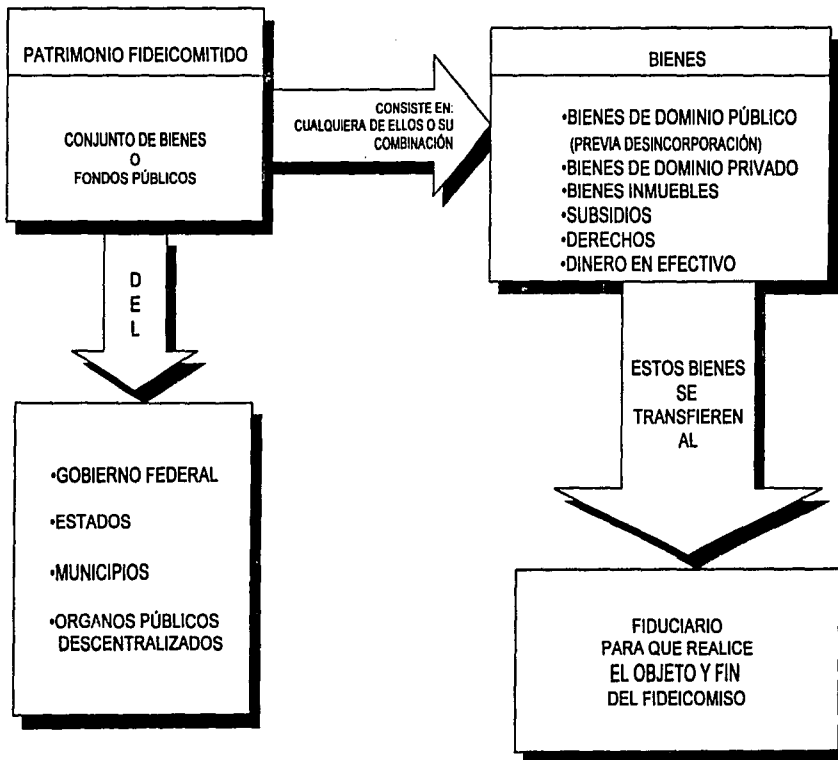 PATRIMONIO FIDEICOMITIDO
CONJUNTO DE BIENES
O
FONDOS PÚBLICOS
CONSISTE EN:
CUALQUIERA DE ELLOS O SU
COMBINACIÓN
BIENES
•BIENES DE DOMINIO PÚBLICO
(PREVIA DESINCORPORACIÓN)
•BIENES DE DOMINIO PRIVADO
•BIENES INMUEBLES
•SUBSIDIOS
•DERECHOS
•DINERO EN EFECTIVO
D
E
L
•GOBIERNO FEDERAL
•ESTADOS
•MUNICIPIOS
•ORGANOS PÚBLICOS
DESCENTRALIZADOS
ESTOS BIENES
SE
TRANSFIEREN
AL
FIDUCIARIO
PARA QUE REALICE
EL OBJETO Y FIN
DEL FIDEICOMISO